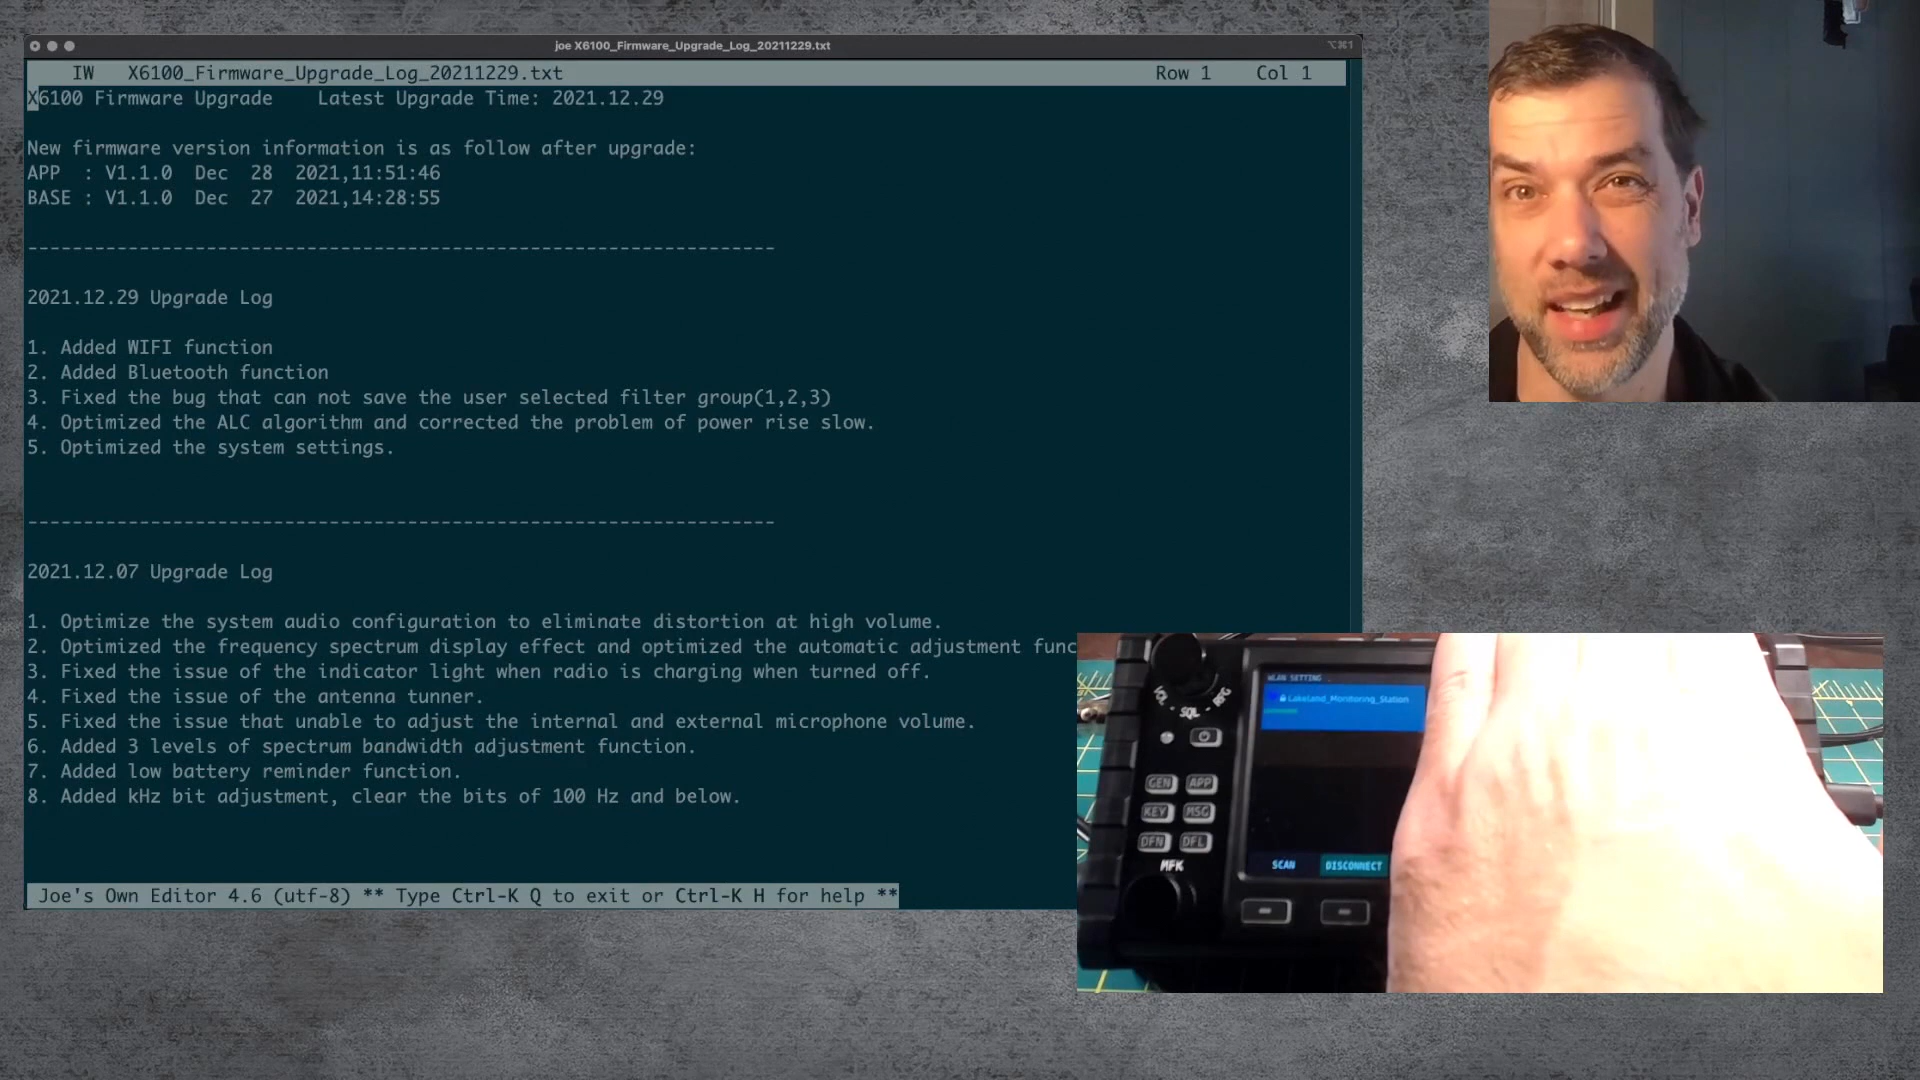 joe X6100_Firmware_Upgrade_Log_20211229.txt
⌥⌘1
IW X6100_Firmware_Upgrade_Log_20211229.txt Row 1 Col 1
X6100 Firmware Upgrade Latest Upgrade Time: 2021.12.29
New firmware version information is as follow after upgrade:
APP : V1.1.0 Dec 28 2021,11:51:46
BASE : V1.1.0 Dec 27 2021,14:28:55
-------------------------------------------------------------------
2021.12.29 Upgrade Log
1. Added WIFI function
2. Added Bluetooth function
3. Fixed the bug that can not save the user selected filter group(1,2,3)
4. Optimized the ALC algorithm and corrected the problem of power rise slow.
5. Optimized the system settings.
-------------------------------------------------------------------
2021.12.07 Upgrade Log
1. Optimize the system audio configuration to eliminate distortion at high volume.
2. Optimized the frequency spectrum display effect and optimized the automatic adjustment func
3. Fixed the issue of the indicator light when radio is charging when turned off.
4. Fixed the issue of the antenna tunner.
5. Fixed the issue that unable to adjust the internal and external microphone volume.
6. Added 3 levels of spectrum bandwidth adjustment function.
7. Added low battery reminder function.
8. Added kHz bit adjustment, clear the bits of 100 Hz and below.
Joe's Own Editor 4.6 (utf-8) ** Type Ctrl-K Q to exit or Ctrl-K H for help **
WLAN SETTING
Lakeland_Monitoring_Station
VOL - SQL - RFG
GEN APP
KEY MSG
DFN DFL
MFK
SCAN DISCONNECT